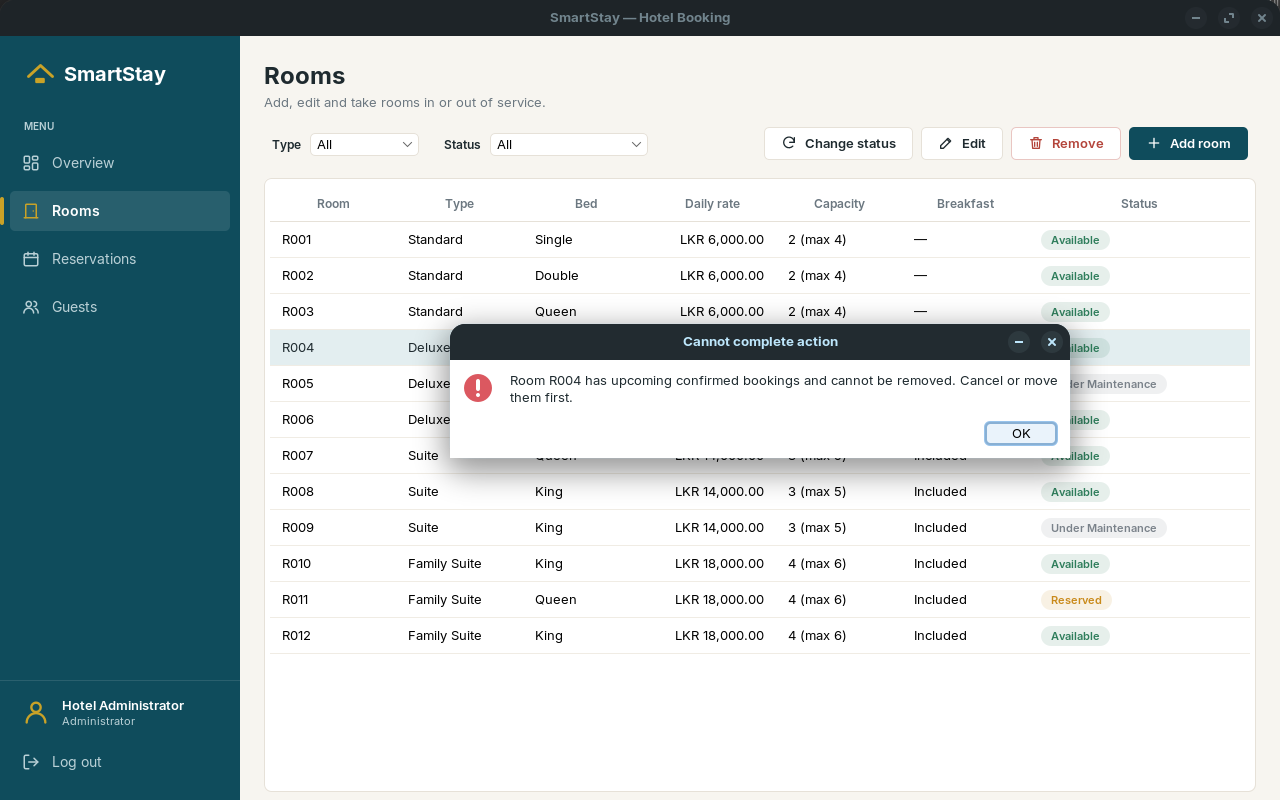 SmartStay — Hotel Booking
SmartStay
MENU
Overview
Rooms
Reservations
Guests
Hotel Administrator
Administrator
Log out
Rooms
Add, edit and take rooms in or out of service.
Type All Status All Change status Edit Remove Add room
Room Type Bed Daily rate Capacity Breakfast Status
R001 Standard Single LKR 6,000.00 2 (max 4) — Available
R002 Standard Double LKR 6,000.00 2 (max 4) — Available
R003 Standard Queen LKR 6,000.00 2 (max 4) — Available
R004 Deluxe
R005 Deluxe Maintenance
R006 Deluxe
R007 Suite
R008 Suite King LKR 14,000.00 3 (max 5) Included Available
R009 Suite King LKR 14,000.00 3 (max 5) Included Under Maintenance
R010 Family Suite King LKR 18,000.00 4 (max 6) Included Available
R011 Family Suite Queen LKR 18,000.00 4 (max 6) Included Reserved
R012 Family Suite King LKR 18,000.00 4 (max 6) Included Available
Cannot complete action
Room R004 has upcoming confirmed bookings and cannot be removed. Cancel or move
them first.
OK